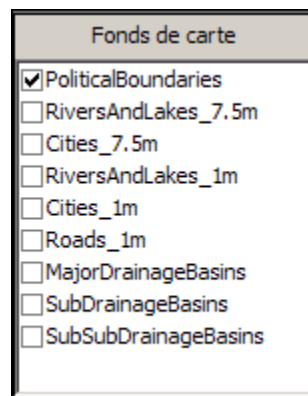 Fonds de carte
PoliticalBoundaries
RiversAndLakes_7.5m
Cities_7.5m
RiversAndLakes_1m
Cities_1m
Roads_1m
MajorDrainageBasins
SubDrainageBasins
SubSubDrainageBasins